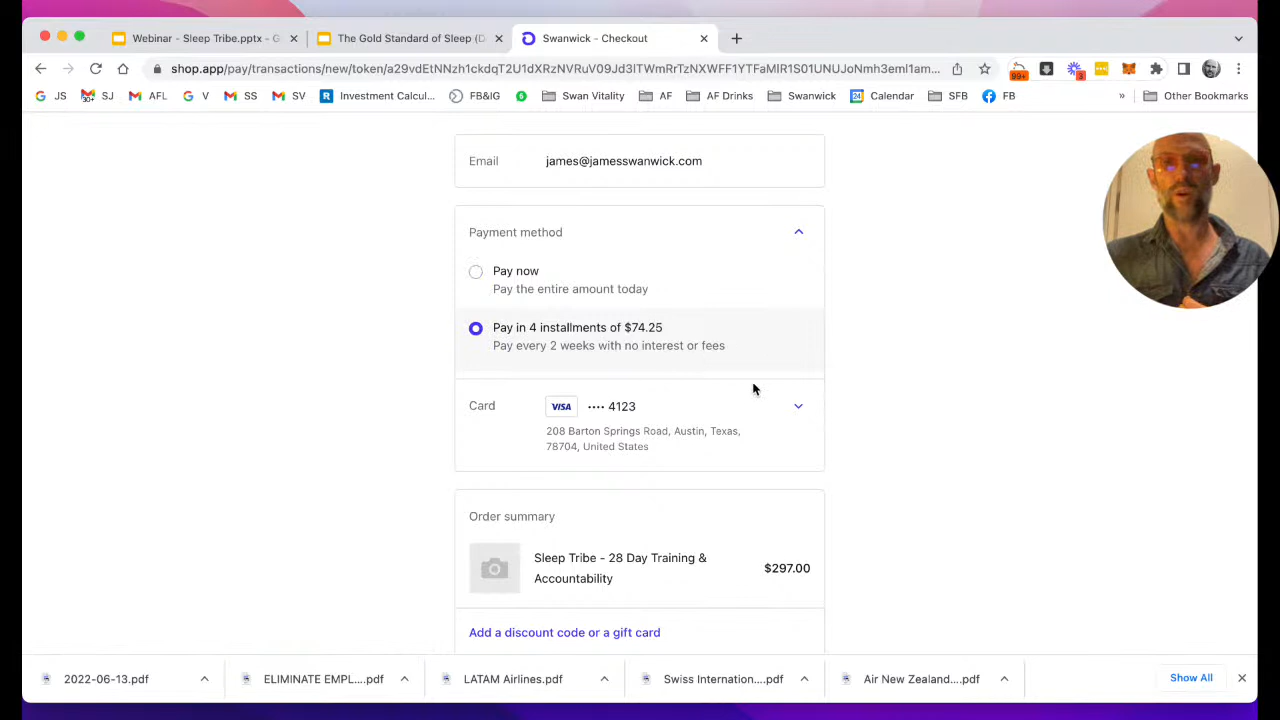 Webinar - Sleep Tribe.pptx - G
The Gold Standard of Sleep (D
Swanwick - Checkout
shop.app/pay/transactions/new/token/a29vdEtNNzh1ckdqT2U1dXRzNVRuV09Jd3lTWmRrTzNXWFF1YTFaMlR1S01UNUJoNmh3eml1am...
99+
3
JS
SJ
AFL
V
SS
SV
Investment Calcul...
FB&IG
Swan Vitality
AF
AF Drinks
Swanwick
Calendar
SFB
FB
»
Other Bookmarks
Email
james@jamesswanwick.com
Payment method
Pay now
Pay the entire amount today
Pay in 4 installments of $74.25
Pay every 2 weeks with no interest or fees
Card
VISA
•••• 4123
208 Barton Springs Road, Austin, Texas,
78704, United States
Order summary
Sleep Tribe - 28 Day Training &
Accountability
$297.00
Add a discount code or a gift card
2022-06-13.pdf
ELIMINATE EMPL....pdf
LATAM Airlines.pdf
Swiss Internation....pdf
Air New Zealand....pdf
Show All